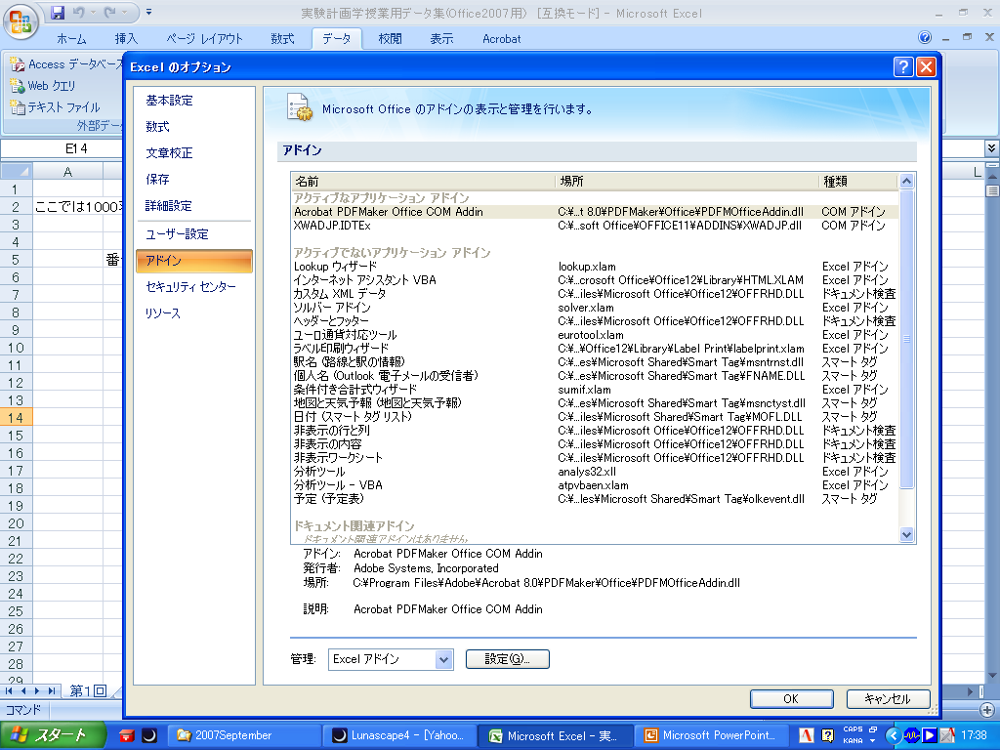 実験計画学授業用データ集(Office2007用) [互換モード] - Microsoft Excel
ホーム 挿入 ページ レイアウト 数式 データ 校閲 表示 Acrobat
Access データベース
Web クエリ
テキスト ファイル
外部データ
E14
A L
1
2 ここでは1000
3
4
5 番
6
7
8
9
10
11
12
13
14
15
16
17
18
19
20
21
22
23
24
25
26
27
28
29
第1回
コマンド
Excel のオプション
基本設定
数式
文章校正
保存
詳細設定
ユーザー設定
アドイン
セキュリティ センター
リソース
Microsoft Office のアドインの表示と管理を行います。
アドイン
名前 場所 種類
アクティブなアプリケーション アドイン
Acrobat PDFMaker Office COM Addin C:¥...t 8.0¥PDFMaker¥Office¥PDFMOfficeAddin.dll COM アドイン
XWADJP.IDTEx C:¥...soft Office¥OFFICE11¥ADDINS¥XWADJP.dll COM アドイン
アクティブでないアプリケーション アドイン
Lookup ウィザード lookup.xlam Excel アドイン
インターネット アシスタント VBA C:¥...crosoft Office¥Office12¥Library¥HTML.XLAM Excel アドイン
カスタム XML データ C:¥...iles¥Microsoft Office¥Office12¥OFFRHD.DLL ドキュメント検査
ソルバー アドイン solver.xlam Excel アドイン
ヘッダーとフッター C:¥...iles¥Microsoft Office¥Office12¥OFFRHD.DLL ドキュメント検査
ユーロ通貨対応ツール eurotool.xlam Excel アドイン
ラベル印刷ウィザード C:¥...¥Office12¥Library¥Label Print¥labelprint.xlam Excel アドイン
駅名 (路線と駅の情報) C:¥...es¥Microsoft Shared¥Smart Tag¥msntrnst.dll スマート タグ
個人名 (Outlook 電子メールの受信者) C:¥...es¥Microsoft Shared¥Smart Tag¥FNAME.DLL スマート タグ
条件付き合計式ウィザード sumif.xlam Excel アドイン
地図と天気予報 (地図と天気予報) C:¥...es¥Microsoft Shared¥Smart Tag¥msnctyst.dll スマート タグ
日付 (スマート タグ リスト) C:¥...iles¥Microsoft Shared¥Smart Tag¥MOFL.DLL スマート タグ
非表示の行と列 C:¥...iles¥Microsoft Office¥Office12¥OFFRHD.DLL ドキュメント検査
非表示の内容 C:¥...iles¥Microsoft Office¥Office12¥OFFRHD.DLL ドキュメント検査
非表示ワークシート C:¥...iles¥Microsoft Office¥Office12¥OFFRHD.DLL ドキュメント検査
分析ツール analys32.xll Excel アドイン
分析ツール - VBA atpvbaen.xlam Excel アドイン
予定 (予定表) C:¥...les¥Microsoft Shared¥Smart Tag¥olkevent.dll スマート タグ
ドキュメント関連アドイン
ドキュメント関連アドインはありません
アドイン: Acrobat PDFMaker Office COM Addin
発行者: Adobe Systems, Incorporated
場所: C:¥Program Files¥Adobe¥Acrobat 8.0¥PDFMaker¥Office¥PDFMOfficeAddin.dll
説明: Acrobat PDFMaker Office COM Addin
管理: Excel アドイン 設定(G)...
OK キャンセル
スタート 2007September Lunascape4 - [Yahoo... Microsoft Excel - 実... Microsoft PowerPoint... A CAPS KANA 17:38